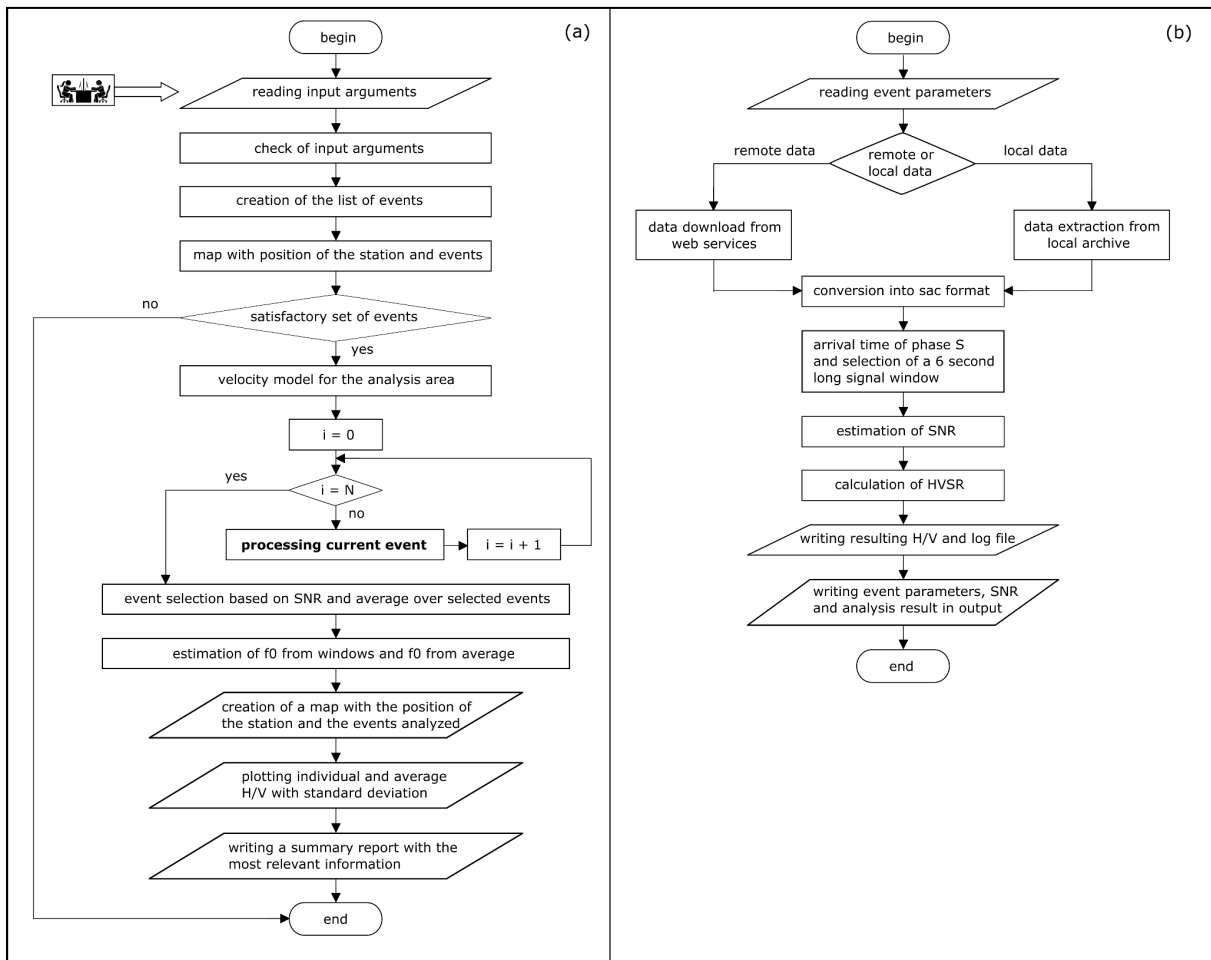 (a)
begin
reading input arguments
check of input arguments
creation of the list of events
map with position of the station and events
no
satisfactory set of events
yes
velocity model for the analysis area
i = 0
yes
i = N
no
processing current event
i = i + 1
event selection based on SNR and average over selected events
estimation of f0 from windows and f0 from average
creation of a map with the position of
the station and the events analyzed
plotting individual and average
H/V with standard deviation
writing a summary report with the
most relevant information
end
(b)
begin
reading event parameters
remote data
remote or
local data
local data
data download from
web services
data extraction from
local archive
conversion into sac format
arrival time of phase S
and selection of a 6 second
long signal window
estimation of SNR
calculation of HVSR
writing resulting H/V and log file
writing event parameters, SNR
and analysis result in output
end